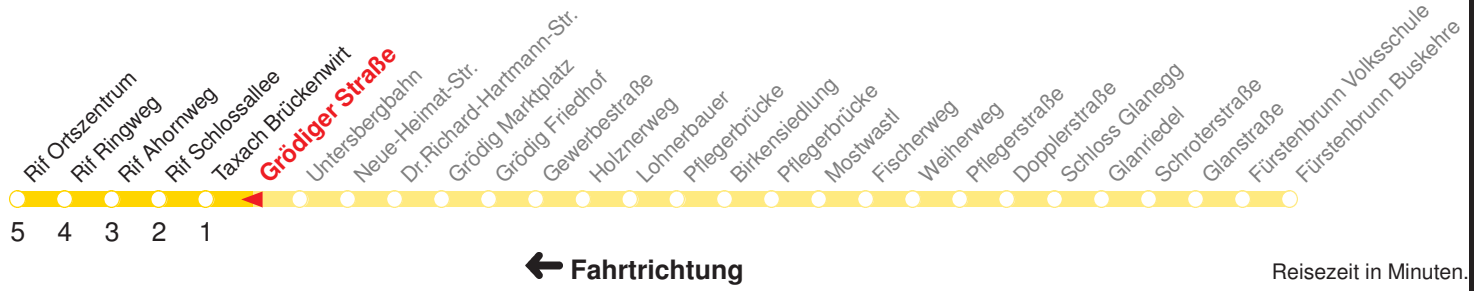 Rif Ortszentrum
Rif Ringweg
Rif Ahornweg
Rif Schlossallee
Taxach Brückenwirt
Grödiger Straße
Untersbergbahn
Neue-Heimat-Str.
Dr.Richard-Hartmann-Str.
Grödig Marktplatz
Grödig Friedhof
Gewerbestraße
Holznerweg
Lohnerbauer
Pflegerbrücke
Birkensiedlung
Pflegerbrücke
Mostwastl
Fischerweg
Weiherweg
Pflegerstraße
Dopplerstraße
Schloss Glanegg
Glanriedel
Schroterstraße
Glanstraße
Fürstenbrunn Volksschule
Fürstenbrunn Buskehre
5 4 3 2 1
Fahrtrichtung
Reisezeit in Minuten.